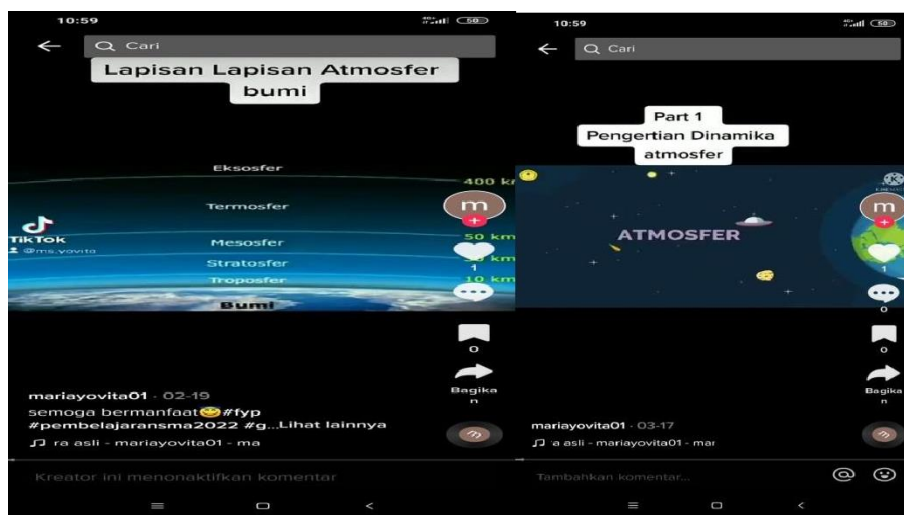 10:59
Cari
Lapisan Lapisan Atmosfer
bumi
Eksosfer
400
Termosfer
TikTok
@ms.yovita
50 km
Mesosfer
Stratosfer
km
Troposfer
10 km
Bumi
1
0
Bagika
n
mariayovita01 · 02-19
semoga bermanfaat😇#fyp
#pembelajaransma2022 #g...Lihat lainnya
ra asli - mariayovita01 - ma
Kreator ini menonaktifkan komentar
10:59
Cari
Part 1
Pengertian Dinamika
atmosfer
m
ATMOSFER
1
0
0
Bagika
n
mariayovita01 · 03-17
a asli - mariayovita01 - mar
Tambahkan komentar...